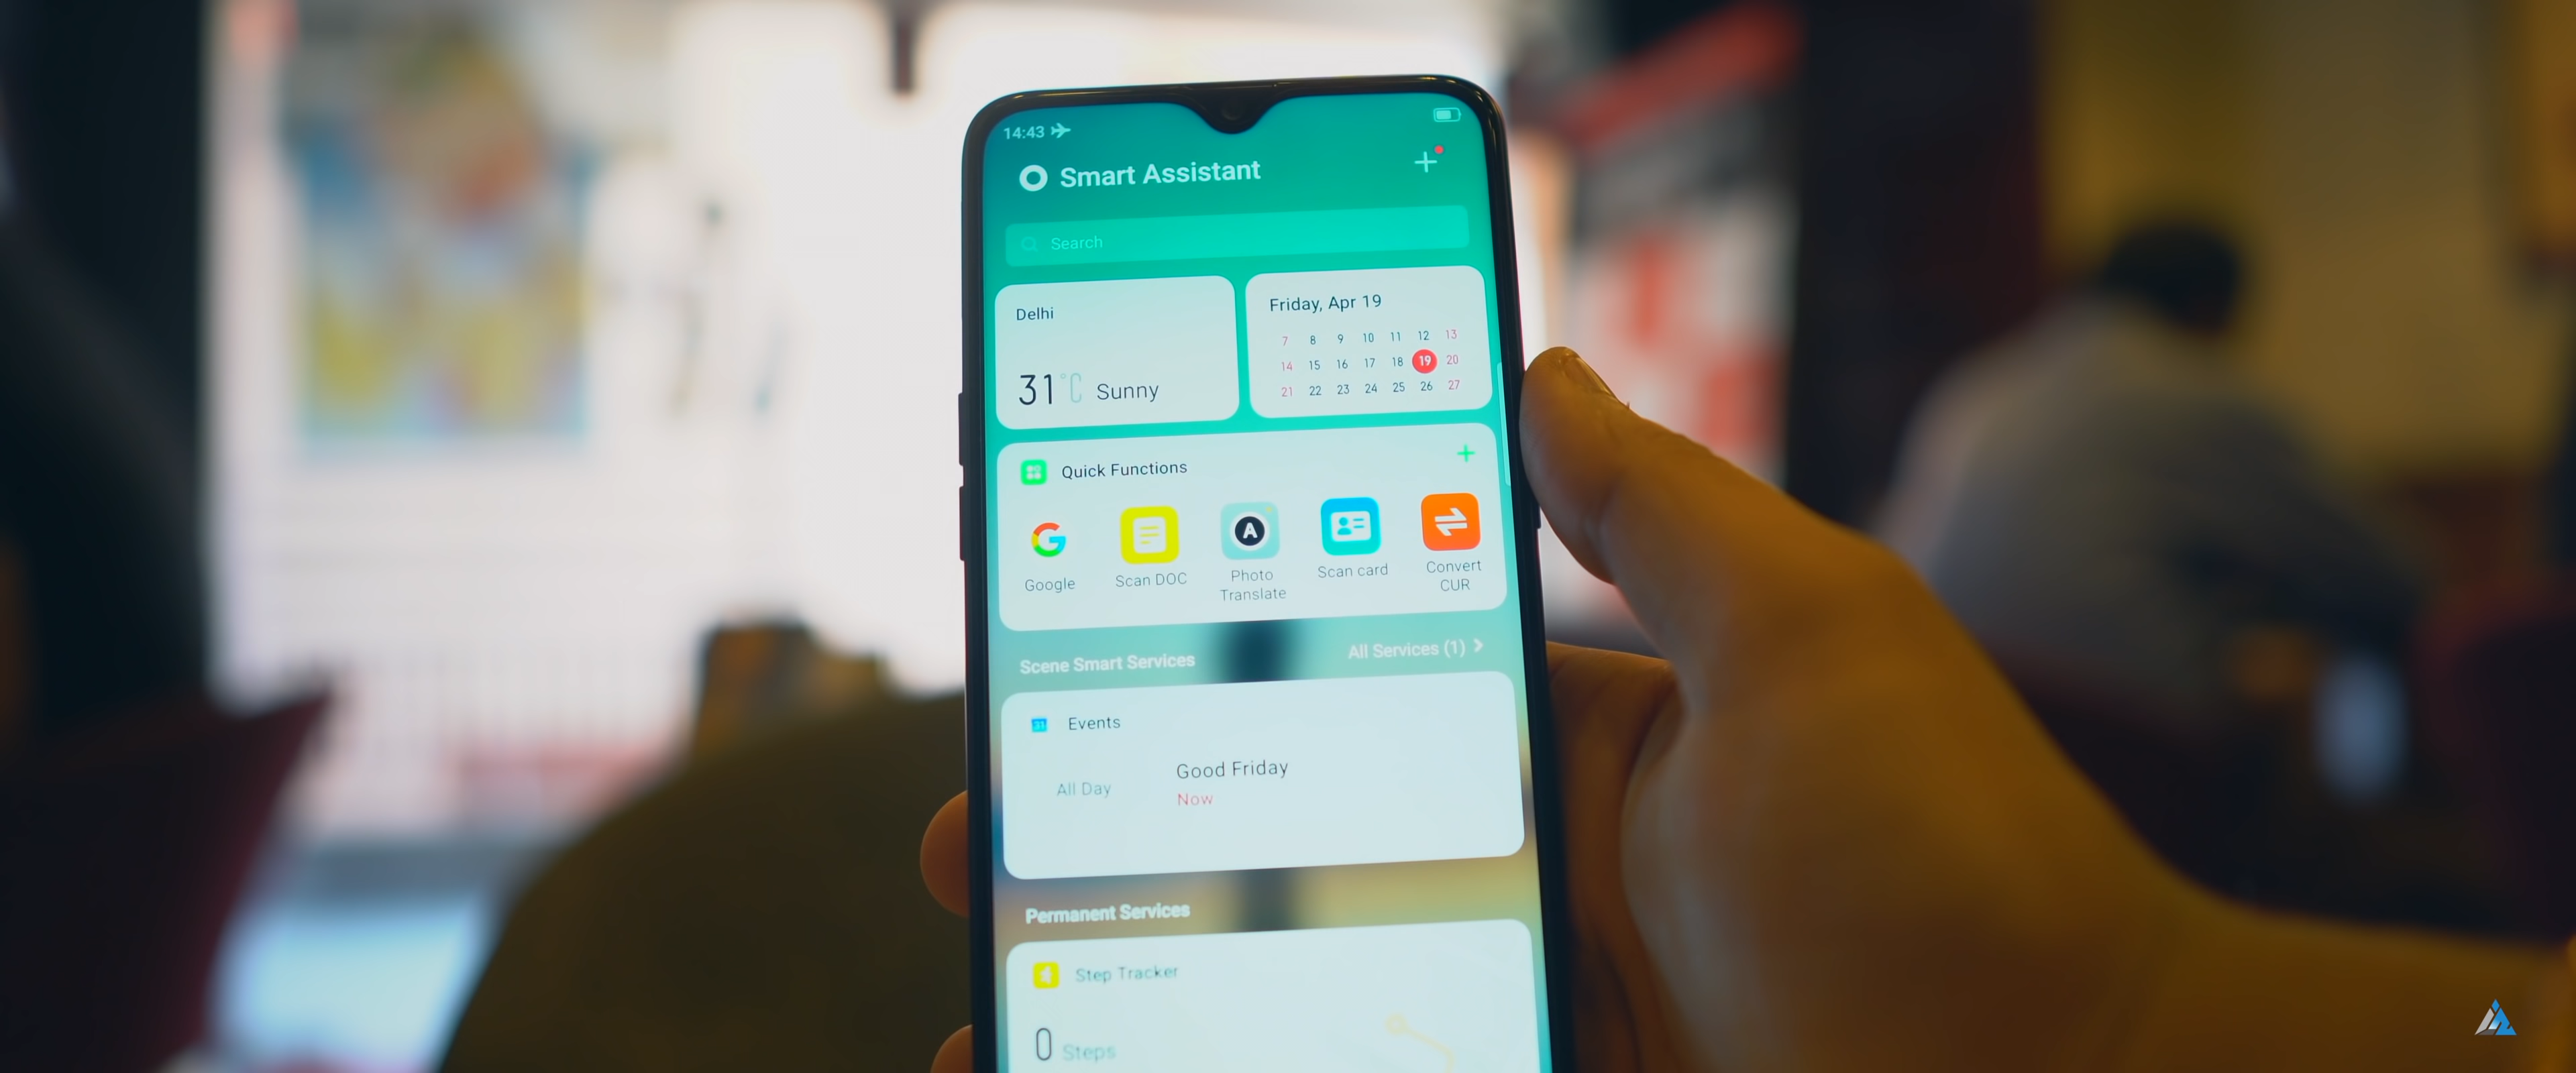 14:43
Smart Assistant
Search
Delhi
31°C Sunny
Friday, Apr 19
7 8 9 10 11 12 13
14 15 16 17 18 19 20
21 22 23 24 25 26 27
Quick Functions
Google
Scan DOC
Photo
Translate
Scan card
Convert
CUR
Scene Smart Services
All Services (1)
31
Events
All Day
Good Friday
Now
Permanent Services
Step Tracker
0 Steps